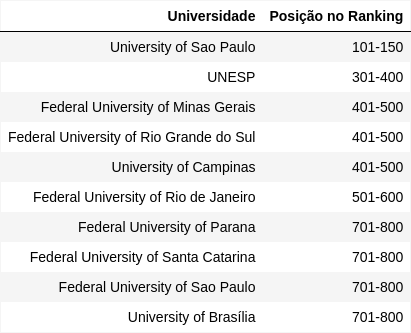 Universidade Posição no Ranking
University of Sao Paulo 101-150
UNESP 301-400
Federal University of Minas Gerais 401-500
Federal University of Rio Grande do Sul 401-500
University of Campinas 401-500
Federal University of Rio de Janeiro 501-600
Federal University of Parana 701-800
Federal University of Santa Catarina 701-800
Federal University of Sao Paulo 701-800
University of Brasília 701-800